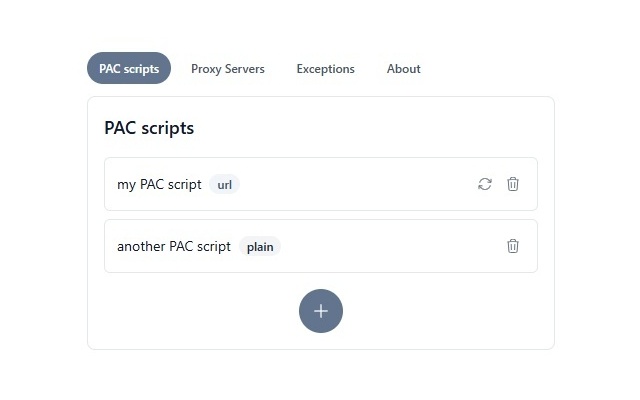 PAC scripts Proxy Servers Exceptions About
PAC scripts
my PAC script url
another PAC script plain